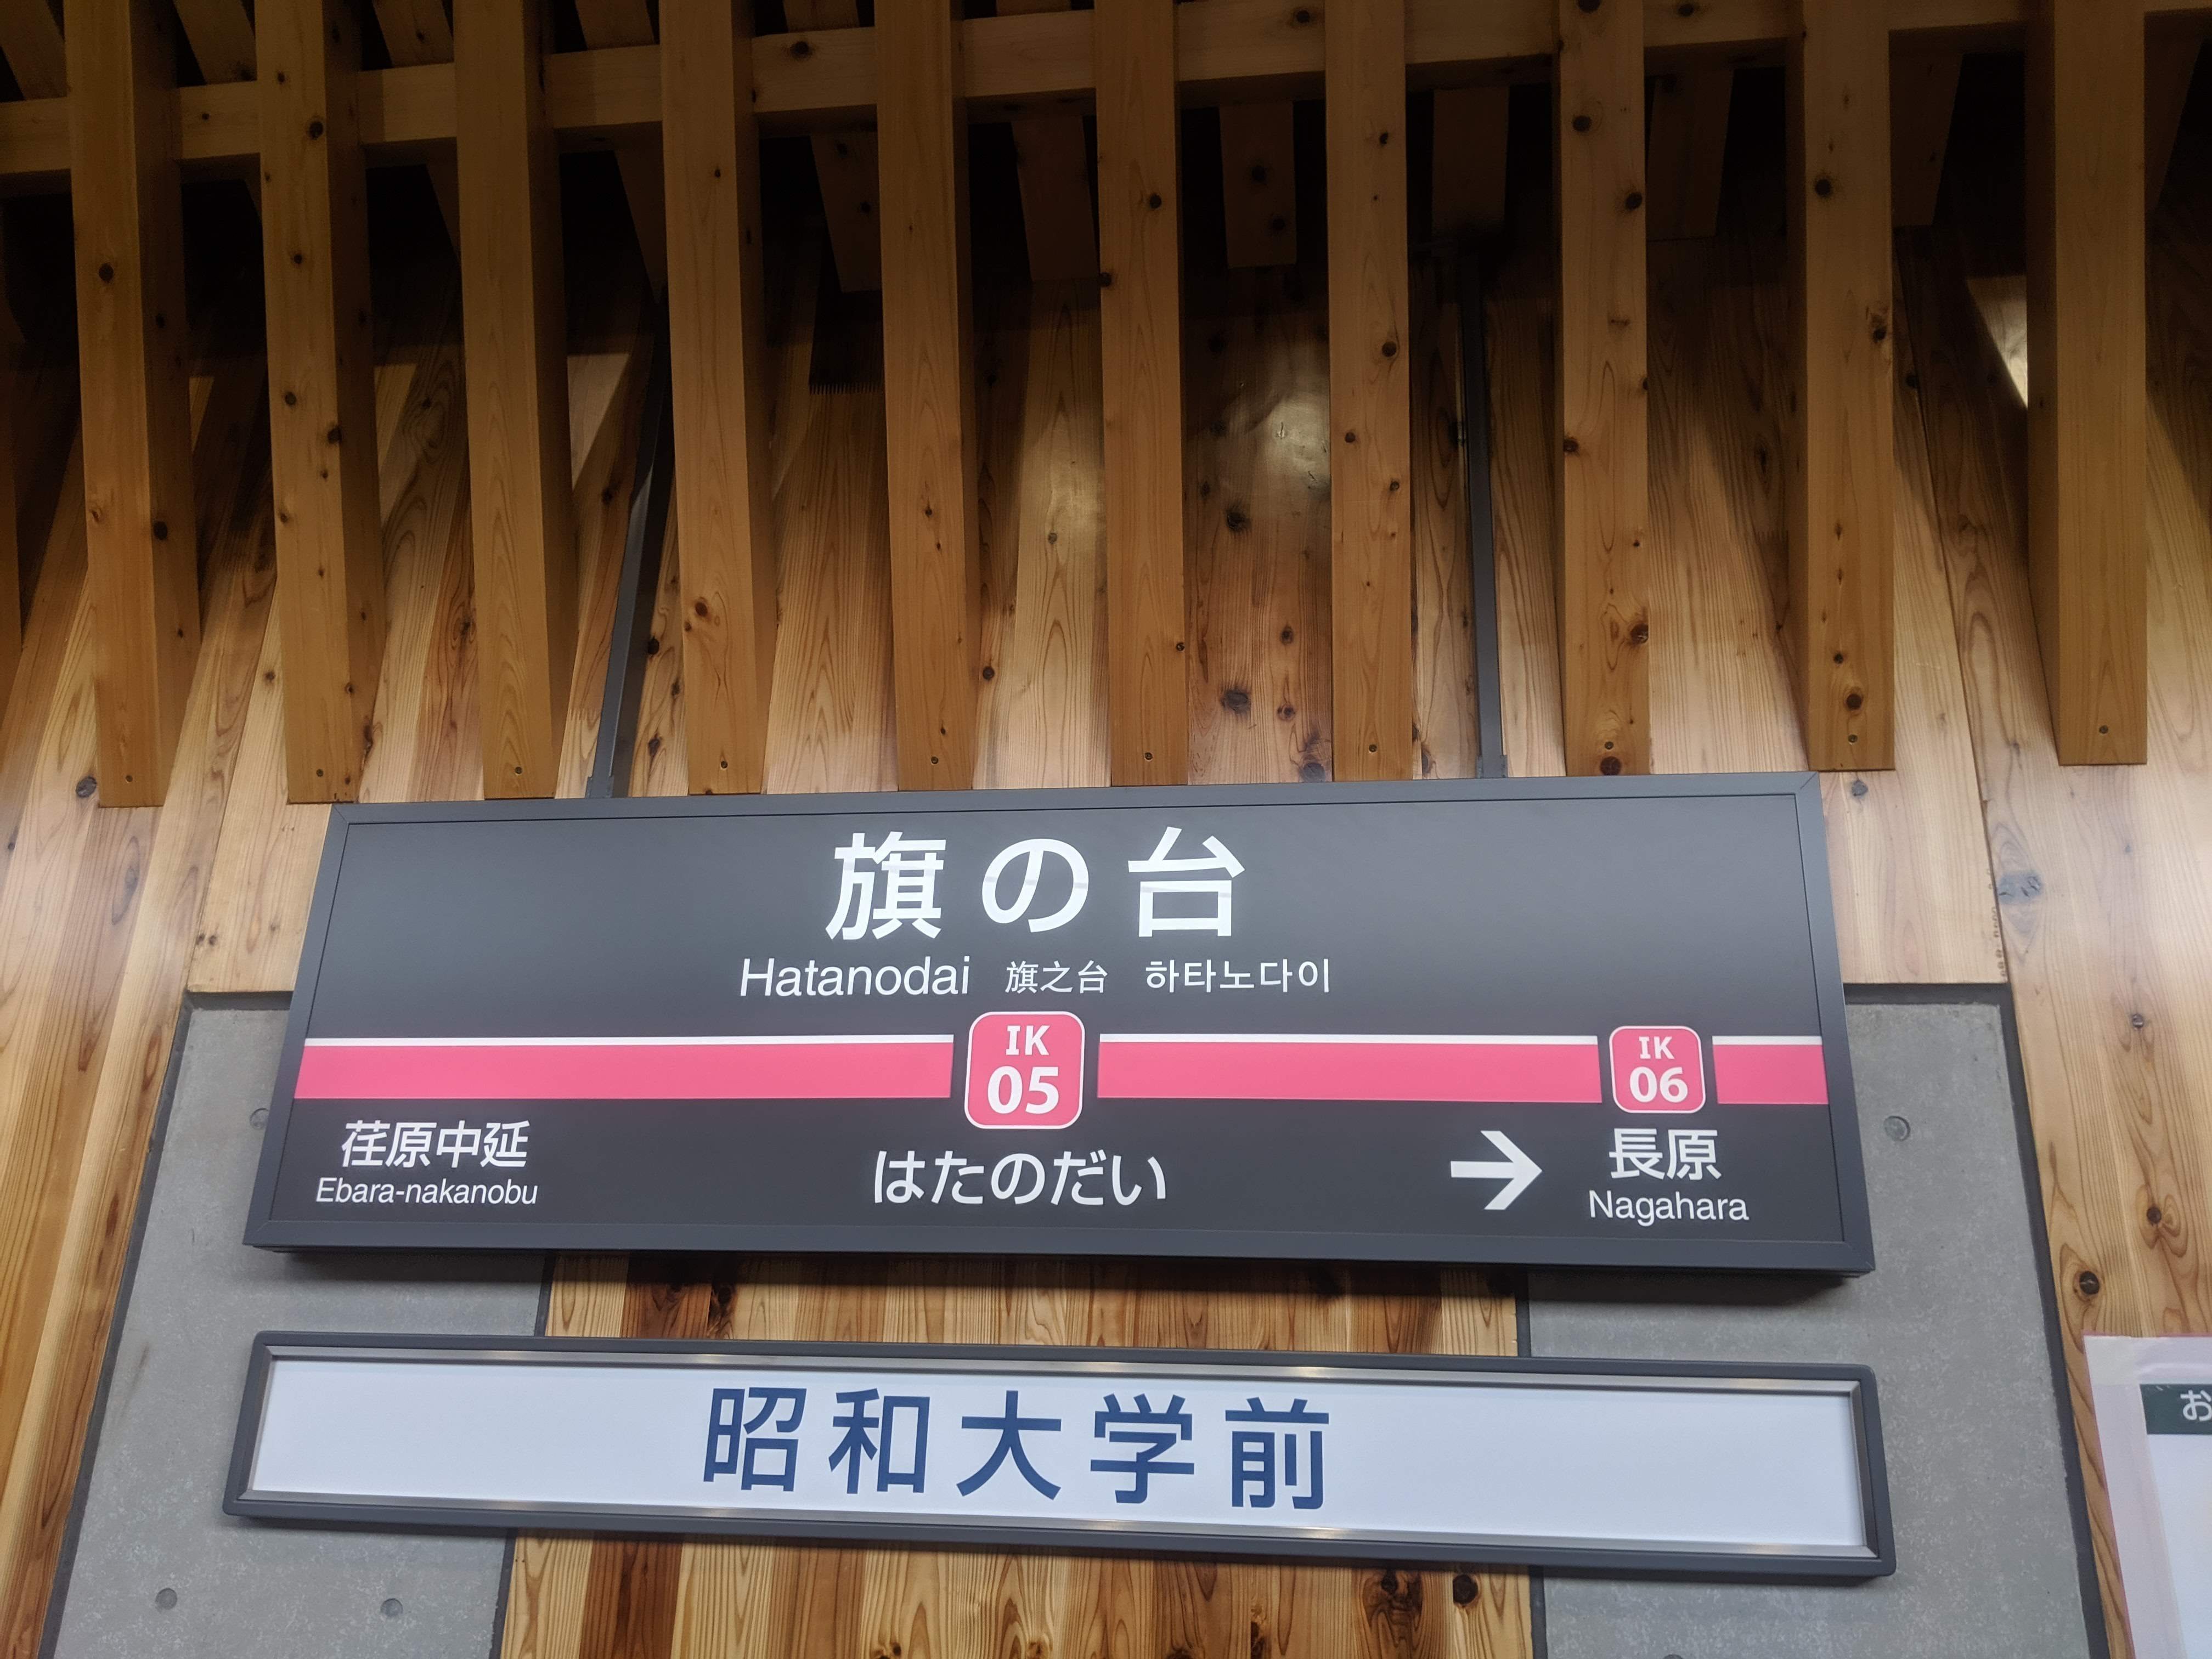 旗の台
Hatanodai 旗之台 하타노다이
IK
05
IK
06
荏原中延
Ebara-nakanobu
はたのだい
→ 長原
Nagahara
昭和大学前
お